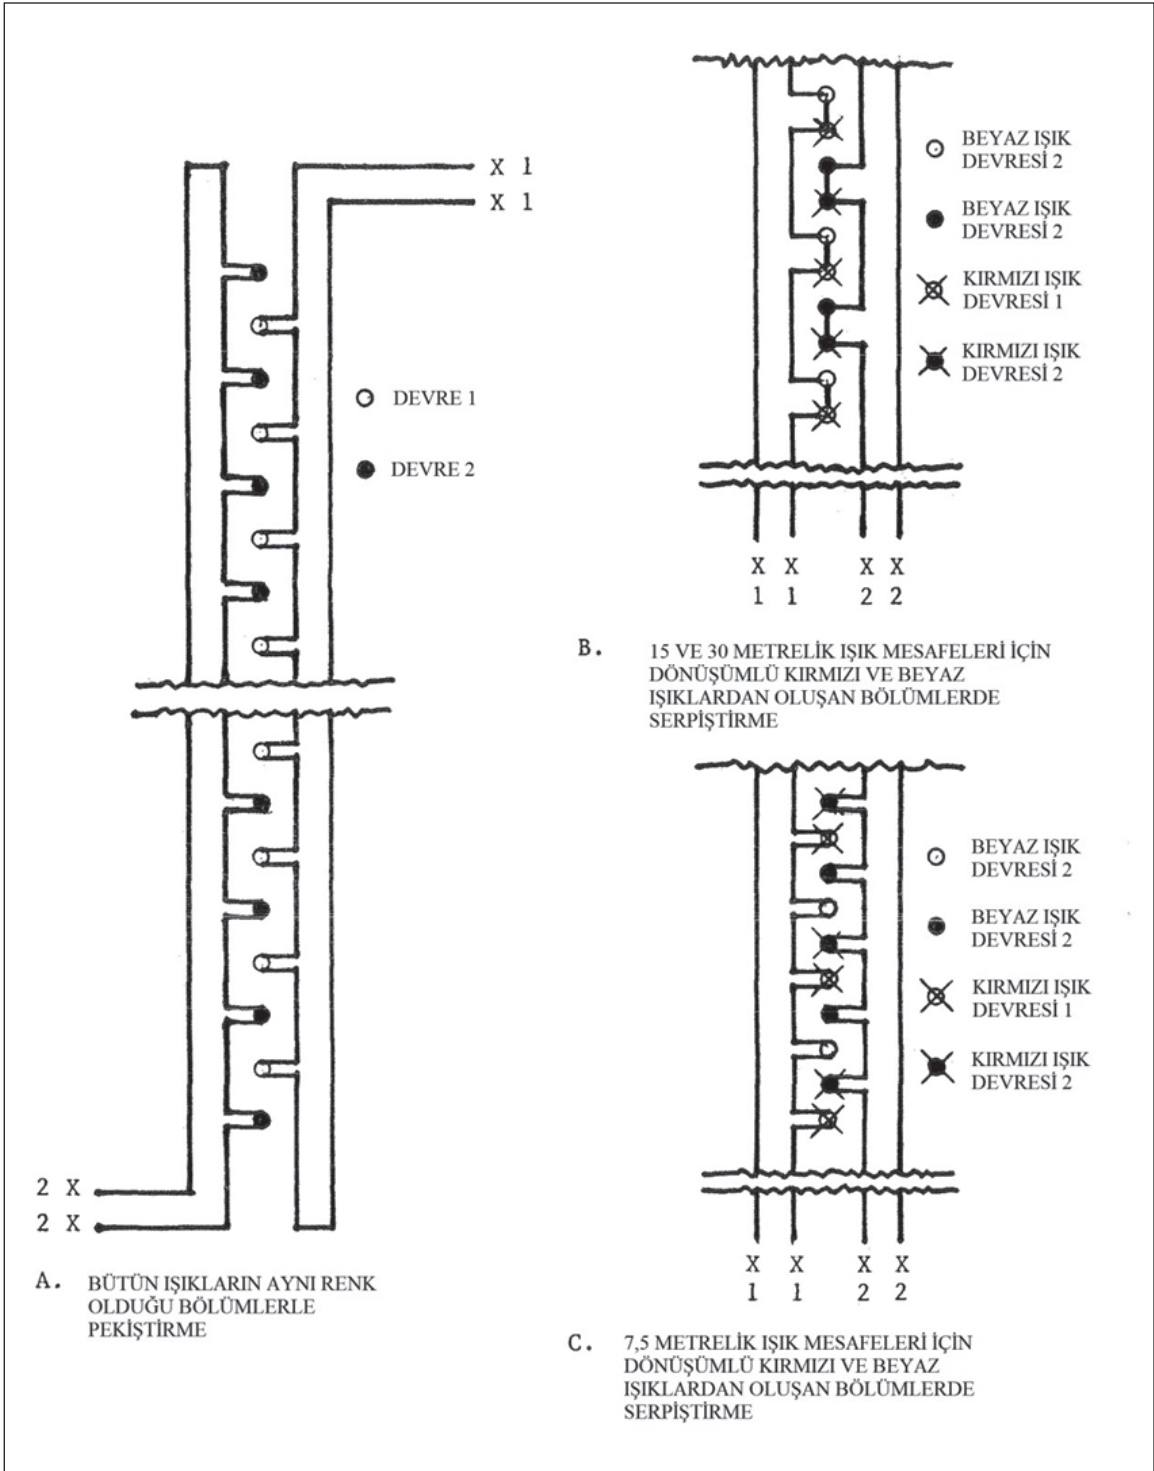 X 1
X 1
DEVRE 1
DEVRE 2
2 X
2 X
A. BÜTÜN IŞIKLARIN AYNI RENK
OLDUĞU BÖLÜMLERLE
PEKİŞTİRME
BEYAZ IŞIK
DEVRESİ 2
BEYAZ IŞIK
DEVRESİ 2
KIRMIZI IŞIK
DEVRESİ 1
KIRMIZI IŞIK
DEVRESİ 2
X X X X
1 1 2 2
B. 15 VE 30 METRELİK IŞIK MESAFELERİ İÇİN
DÖNÜŞÜMLÜ KIRMIZI VE BEYAZ
IŞIKLARDAN OLUŞAN BÖLÜMLERDE
SERPİŞTİRME
BEYAZ IŞIK
DEVRESİ 2
BEYAZ IŞIK
DEVRESİ 2
KIRMIZI IŞIK
DEVRESİ 1
KIRMIZI IŞIK
DEVRESİ 2
X X X X
1 1 2 2
C. 7,5 METRELİK IŞIK MESAFELERİ İÇİN
DÖNÜŞÜMLÜ KIRMIZI VE BEYAZ
IŞIKLARDAN OLUŞAN BÖLÜMLERDE
SERPİŞTİRME